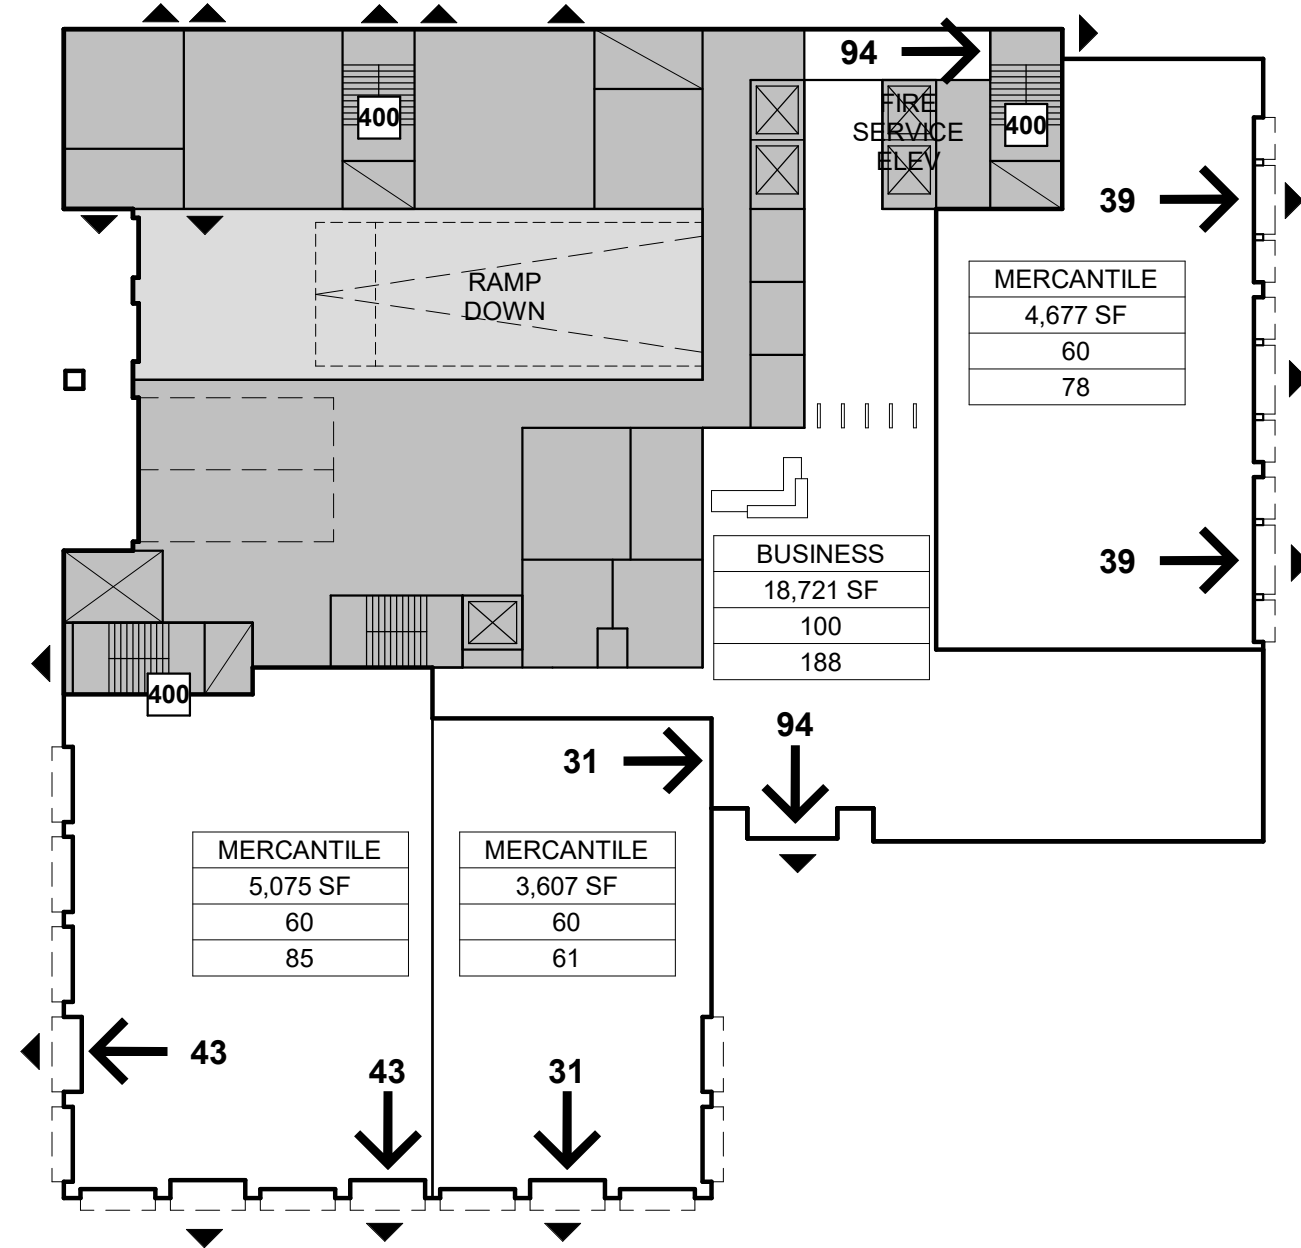 94
FIRE
SERVICE
ELEV
400
400
39
RAMP
DOWN
MERCANTILE
4,677 SF
60
78
BUSINESS
18,721 SF
100
188
39
400
94
31
MERCANTILE
5,075 SF
60
85
MERCANTILE
3,607 SF
60
61
43
43
31